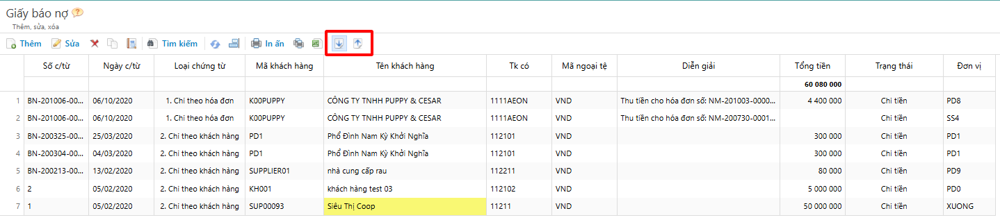 Giấy báo nợ ?
Thêm, sửa, xóa
Thêm Sửa Tìm kiếm In ấn
Số c/từ Ngày c/từ Loại chứng từ Mã khách hàng Tên khách hàng Tk có Mã ngoại tệ Diễn giải Tổng tiền Trạng thái Đơn vị
60 080 000
1 BN-201006-00... 06/10/2020 1. Chi theo hóa đơn K00PUPPY CÔNG TY TNHH PUPPY & CESAR 1111AEON VND Thu tiền cho hóa đơn số: NM-201003-0000... 4 400 000 Chi tiền PD8
2 BN-201006-00... 06/10/2020 1. Chi theo hóa đơn K00PUPPY CÔNG TY TNHH PUPPY & CESAR 1111AEON VND Thu tiền cho hóa đơn số: NM-200730-0001... Chi tiền SS4
3 BN-200325-00... 25/03/2020 2. Chi theo khách hàng PD1 Phổ Đình Nam Kỳ Khởi Nghĩa 112101 VND 300 000 Chi tiền PD1
4 BN-200304-00... 04/03/2020 2. Chi theo khách hàng PD1 Phổ Đình Nam Kỳ Khởi Nghĩa 112101 VND 300 000 Chi tiền PD1
5 BN-200213-00... 13/02/2020 2. Chi theo khách hàng SUPPLIER01 nhà cung cấp rau 112211 VND 80 000 Chi tiền PD9
6 2 05/02/2020 2. Chi theo khách hàng KH001 khách hàng test 03 112102 VND 5 000 000 Chi tiền PD0
7 1 05/02/2020 2. Chi theo khách hàng SUP00093 Siêu Thị Coop 11211 VND 50 000 000 Chi tiền XUONG